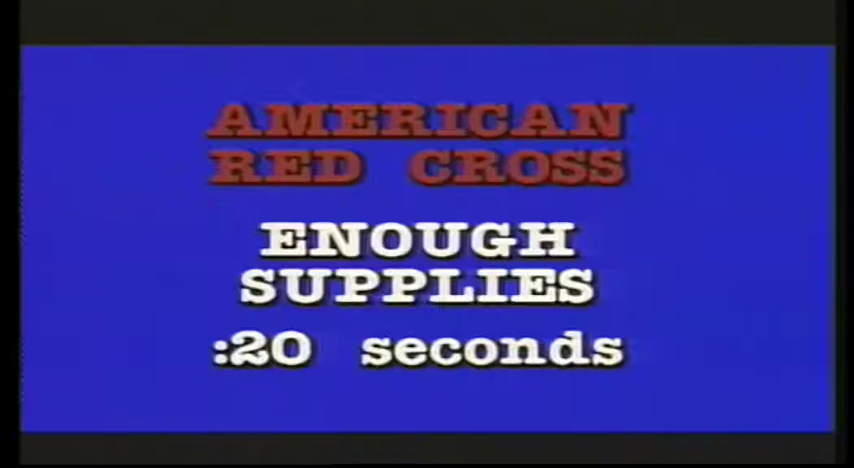 AMERICAN
RED CROSS
ENOUGH
SUPPLIES
:20 seconds